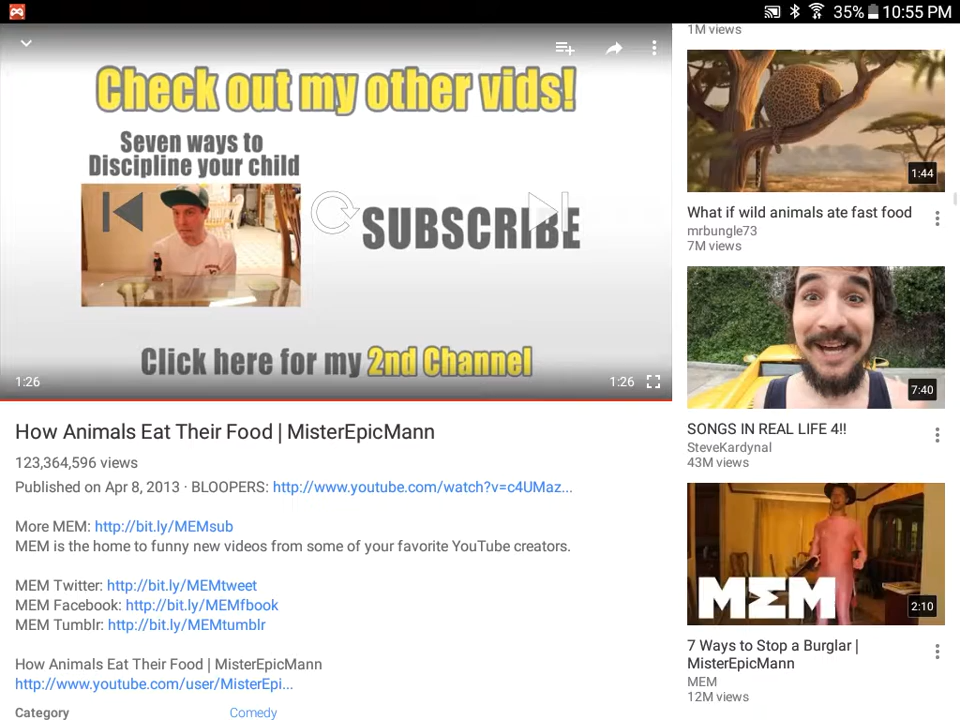 35% 10:55 PM
Check out my other vids!
Seven ways to
Discipline your child
SUBSCRIBE
Click here for my 2nd Channel
1:26
1:26
How Animals Eat Their Food | MisterEpicMann
123,364,596 views
Published on Apr 8, 2013 · BLOOPERS: http://www.youtube.com/watch?v=c4UMaz...
More MEM: http://bit.ly/MEMsub
MEM is the home to funny new videos from some of your favorite YouTube creators.
MEM Twitter: http://bit.ly/MEMtweet
MEM Facebook: http://bit.ly/MEMfbook
MEM Tumblr: http://bit.ly/MEMtumblr
How Animals Eat Their Food | MisterEpicMann
http://www.youtube.com/user/MisterEpi...
Category Comedy
1M views
1:44
What if wild animals ate fast food
mrbungle73
7M views
7:40
SONGS IN REAL LIFE 4!!
SteveKardynal
43M views
MΣM
2:10
7 Ways to Stop a Burglar |
MisterEpicMann
MEM
12M views